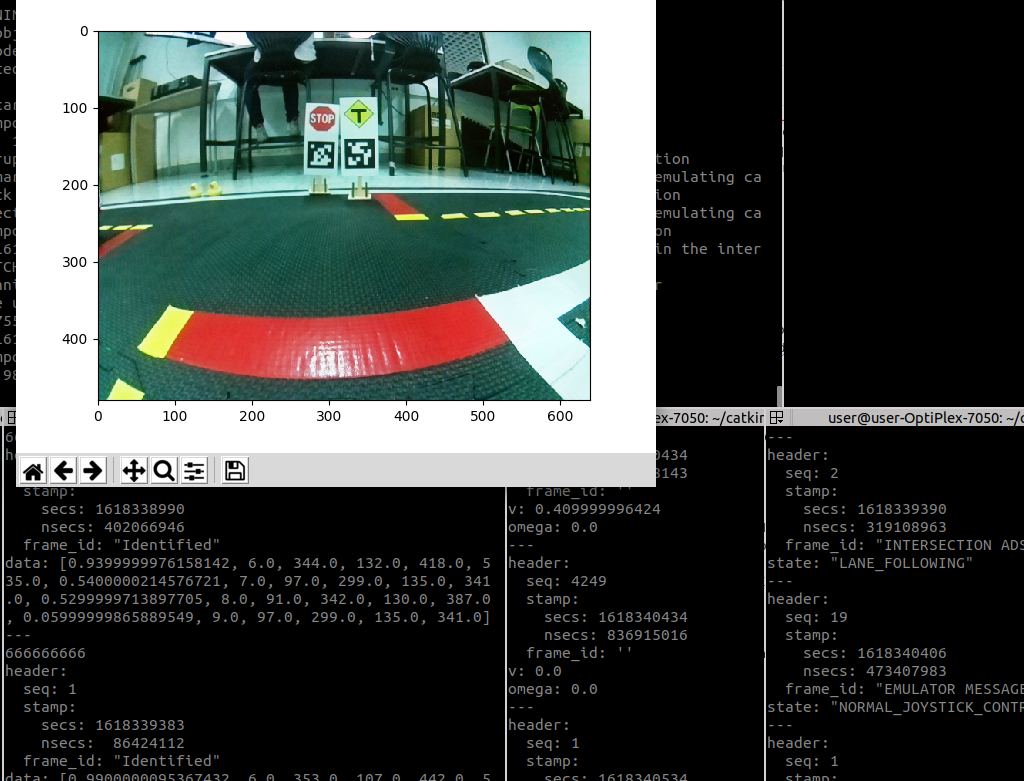 0
100
200
300
400
0 100 200 300 400 500 600
STOP
T
tion
emulating ca
ion
emulating ca
on
in the inter
r
ex-7050: ~/catkin
user@user-OptiPlex-7050: ~/c
stamp:
secs: 1618338990
nsecs: 402066946
frame_id: "Identified"
data: [0.9399999976158142, 6.0, 344.0, 132.0, 418.0, 5
35.0, 0.5400000214576721, 7.0, 97.0, 299.0, 135.0, 341
.0, 0.5299999713897705, 8.0, 91.0, 342.0, 130.0, 387.0
, 0.05999999865889549, 9.0, 97.0, 299.0, 135.0, 341.0]
---
666666666
header:
seq: 1
stamp:
secs: 1618339383
nsecs:  86424112
frame_id: "Identified"
data: [0.9900000095367432, 6.0, 353.0, 107.0, 442.0, 5
40434
8143
frame_id: ''
v: 0.409999996424
omega: 0.0
---
header:
seq: 4249
stamp:
secs: 1618340434
nsecs: 836915016
frame_id: ''
v: 0.0
omega: 0.0
---
header:
seq: 1
stamp:
secs: 1618340534
---
header:
seq: 2
stamp:
secs: 1618339390
nsecs: 319108963
frame_id: "INTERSECTION ADS
state: "LANE_FOLLOWING"
---
header:
seq: 19
stamp:
secs: 1618340406
nsecs: 473407983
frame_id: "EMULATOR MESSAGE
state: "NORMAL_JOYSTICK_CONTR
---
header:
seq: 1
stamp: